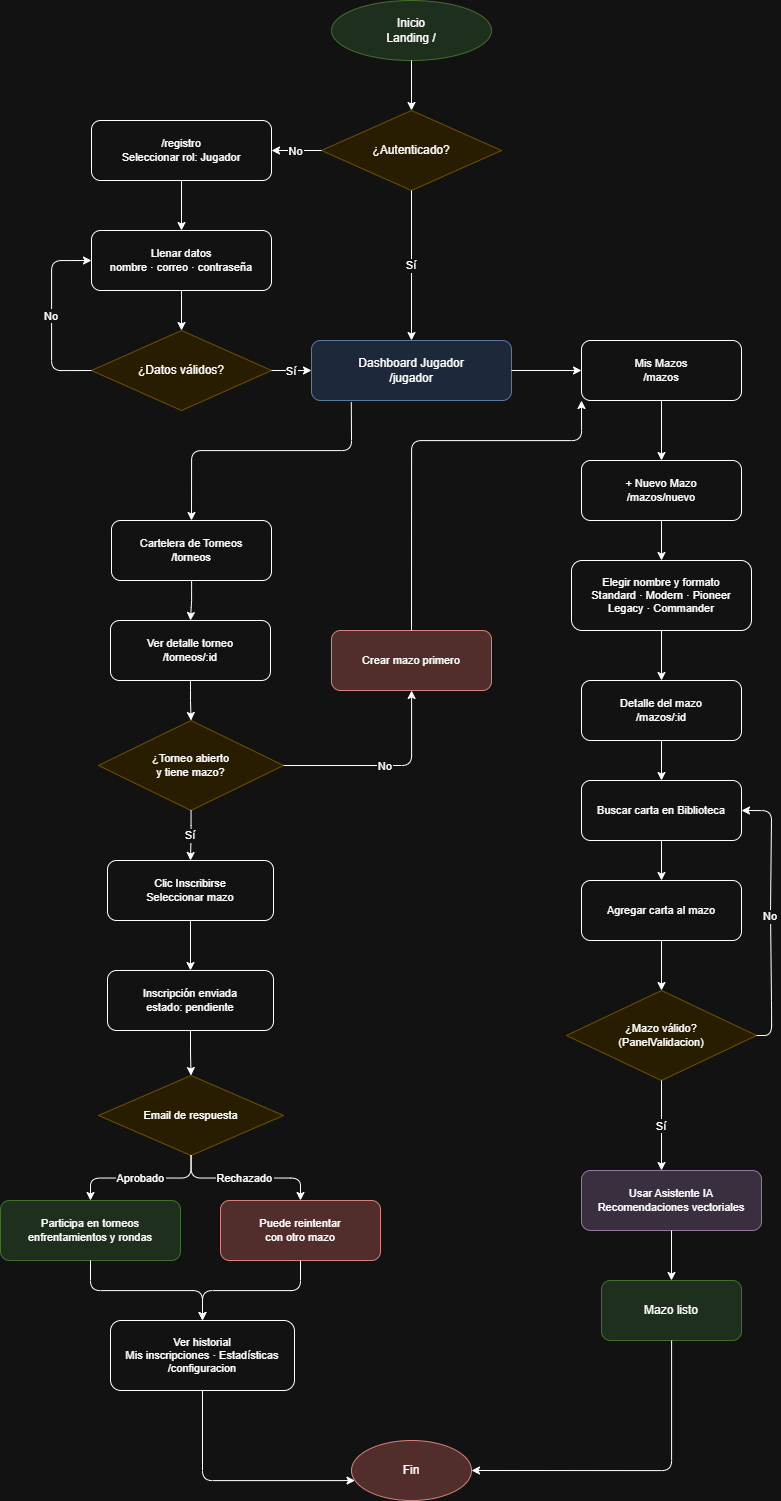 Inicio
Landing /
¿Autenticado?
No
/registro
Seleccionar rol: Jugador
Llenar datos
nombre · correo · contraseña
No
¿Datos válidos?
Sí
Sí
Dashboard Jugador
/jugador
Mis Mazos
/mazos
+ Nuevo Mazo
/mazos/nuevo
Elegir nombre y formato
Standard · Modern · Pioneer
Legacy · Commander
Detalle del mazo
/mazos/:id
Buscar carta en Biblioteca
Agregar carta al mazo
No
¿Mazo válido?
(PanelValidacion)
Sí
Usar Asistente IA
Recomendaciones vectoriales
Mazo listo
Cartelera de Torneos
/torneos
Ver detalle torneo
/torneos/:id
¿Torneo abierto
y tiene mazo?
No
Crear mazo primero
Sí
Clic Inscribirse
Seleccionar mazo
Inscripción enviada
estado: pendiente
Email de respuesta
Aprobado
Rechazado
Participa en torneos
enfrentamientos y rondas
Puede reintentar
con otro mazo
Ver historial
Mis inscripciones · Estadísticas
/configuracion
Fin